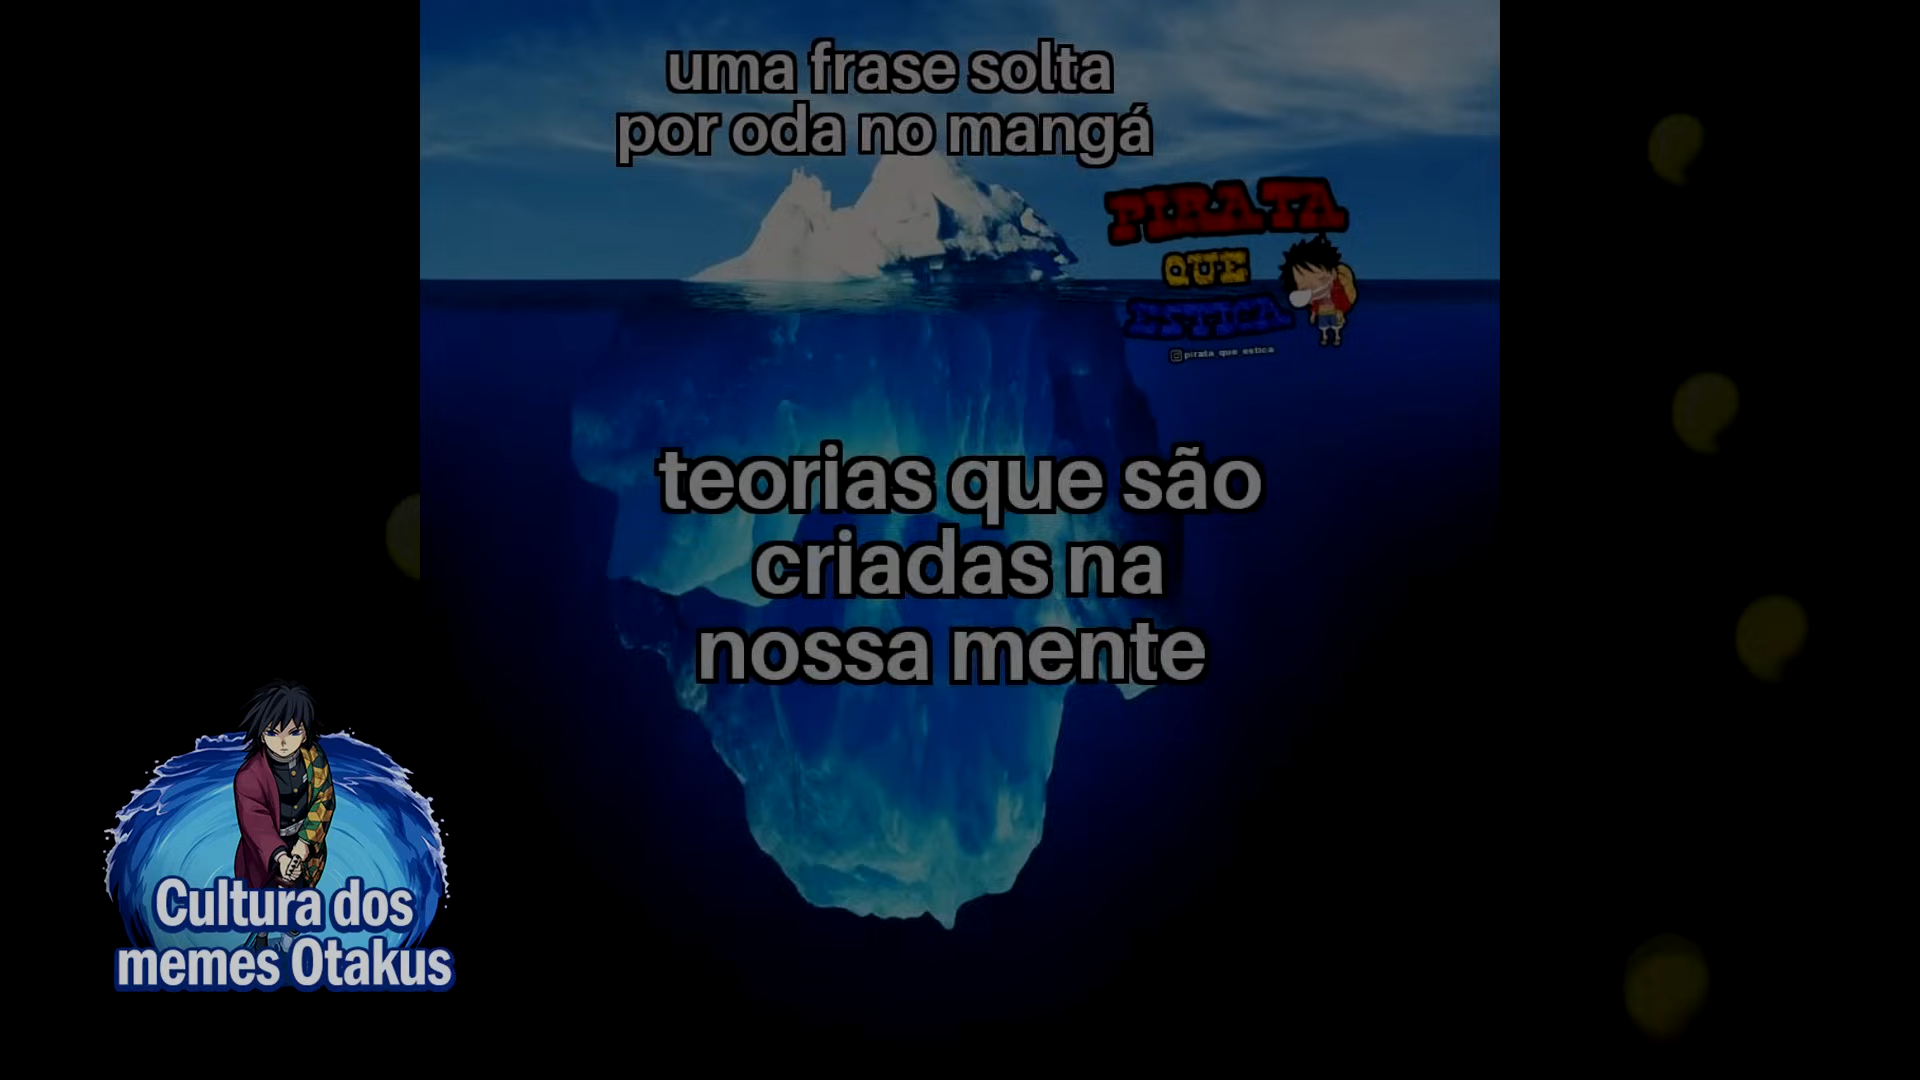 uma frase solta
por oda no mangá
PIRATA
QUE
ESTICA
pirata_que_estica
teorias que são
criadas na
nossa mente
Cultura dos
memes Otakus